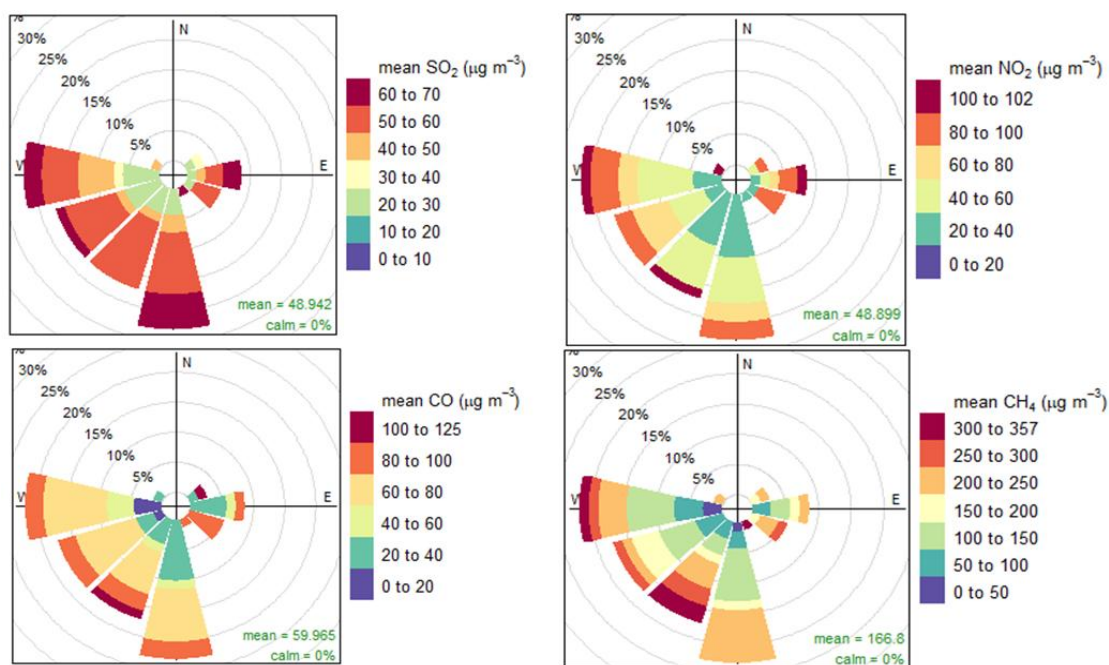 %
30%
25%
20%
15%
10%
5%
N
W
E
mean = 48.942
calm = 0%
mean SO₂ (μg m⁻³)
60 to 70
50 to 60
40 to 50
30 to 40
20 to 30
10 to 20
0 to 10
%
30%
25%
20%
15%
10%
5%
N
W
E
mean = 48.899
calm = 0%
mean NO₂ (μg m⁻³)
100 to 102
80 to 100
60 to 80
40 to 60
20 to 40
0 to 20
%
30%
25%
20%
15%
10%
5%
N
W
E
mean = 59.965
calm = 0%
mean CO (μg m⁻³)
100 to 125
80 to 100
60 to 80
40 to 60
20 to 40
0 to 20
%
30%
25%
20%
15%
10%
5%
N
W
E
mean = 166.8
calm = 0%
mean CH₄ (μg m⁻³)
300 to 357
250 to 300
200 to 250
150 to 200
100 to 150
50 to 100
0 to 50